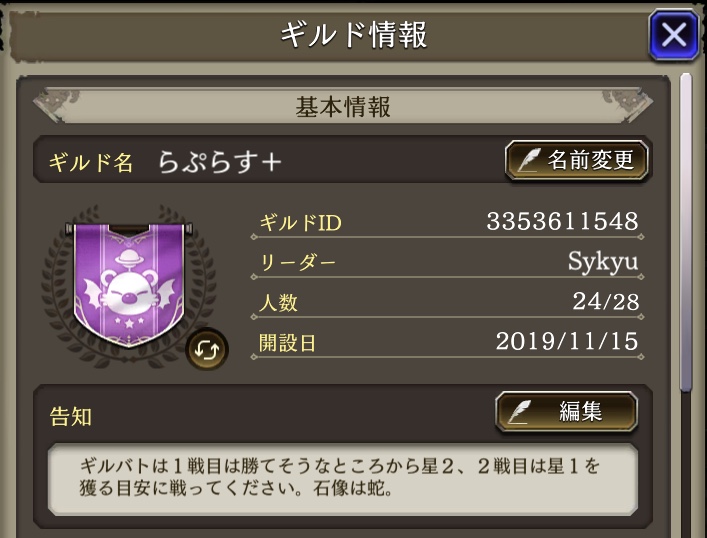 ギルド情報
基本情報
ギルド名 らぷらす+
名前変更
ギルドID 3353611548
リーダー Sykyu
人数 24/28
開設日 2019/11/15
告知
編集
ギルバトは1戦目は勝てそうなところから星2、2戦目は星1を
獲る目安に戦ってください。石像は蛇。